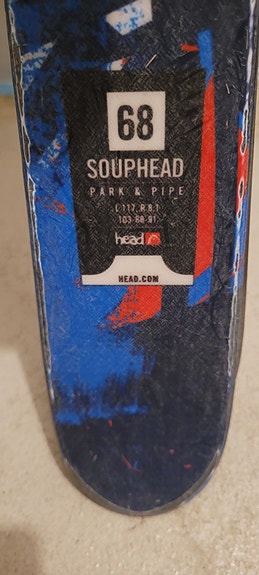 68
SOUPHEAD
PARK & PIPE
L 117, R 8.1
103-68-91
head
HEAD.COM